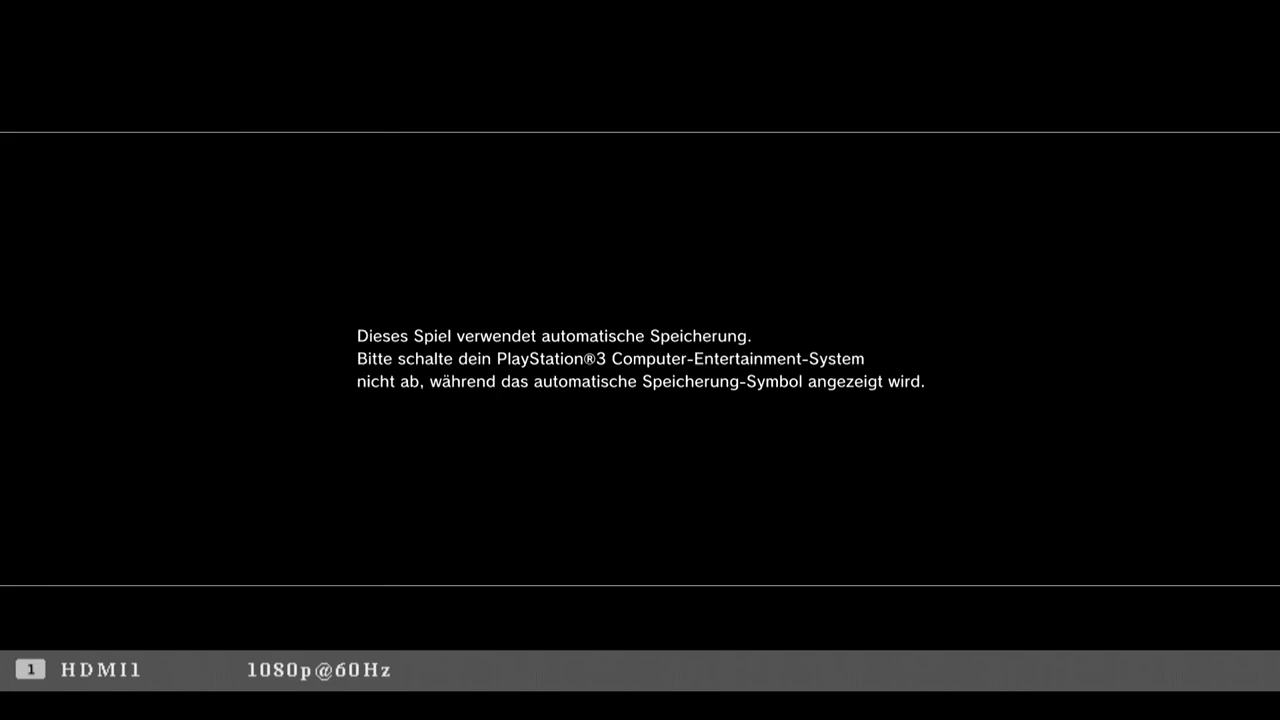 Dieses Spiel verwendet automatische Speicherung.
Bitte schalte dein PlayStation®3 Computer-Entertainment-System
nicht ab, während das automatische Speicherung-Symbol angezeigt wird.
1 HDMI1 1080p@60Hz